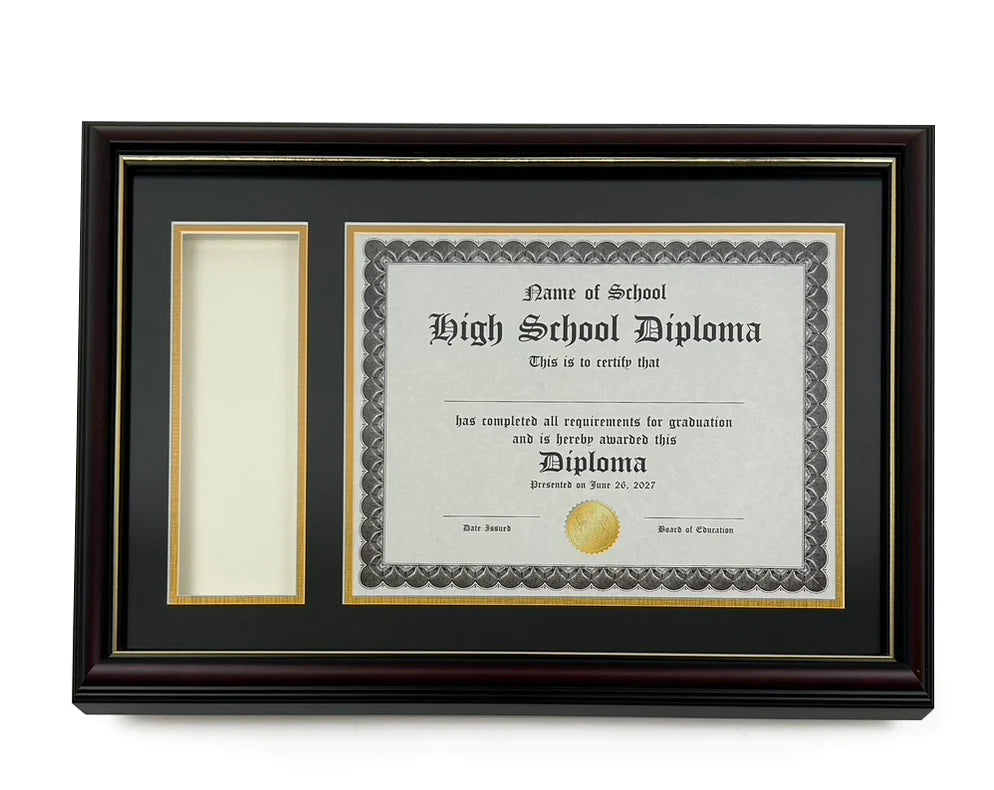 Name of School
High School Diploma
This is to certify that
has completed all requirements for graduation
and is hereby awarded this
Diploma
Presented on June 26, 2027
Date Issued
Board of Education